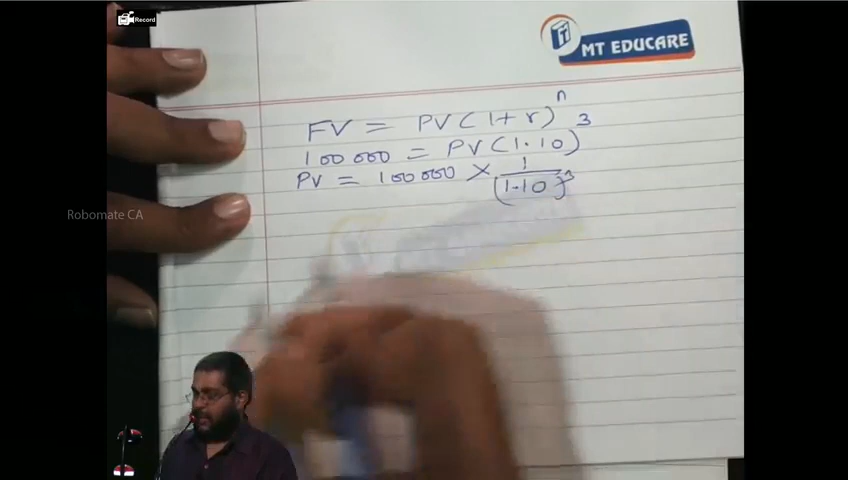 Record
MT EDUCARE
FV = PV(1+r)^n
100000 = PV(1.10)^3
PV = 100000 × 1/(1.10)^3
Robomate CA